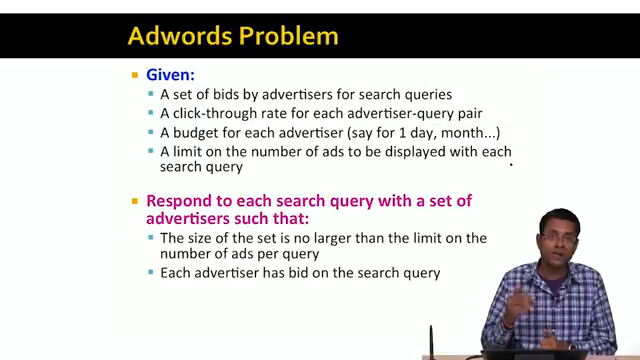 Adwords Problem
Given:
A set of bids by advertisers for search queries
A click-through rate for each advertiser-query pair
A budget for each advertiser (say for 1 day, month...)
A limit on the number of ads to be displayed with each
search query
Respond to each search query with a set of
advertisers such that:
The size of the set is no larger than the limit on the
number of ads per query
Each advertiser has bid on the search query